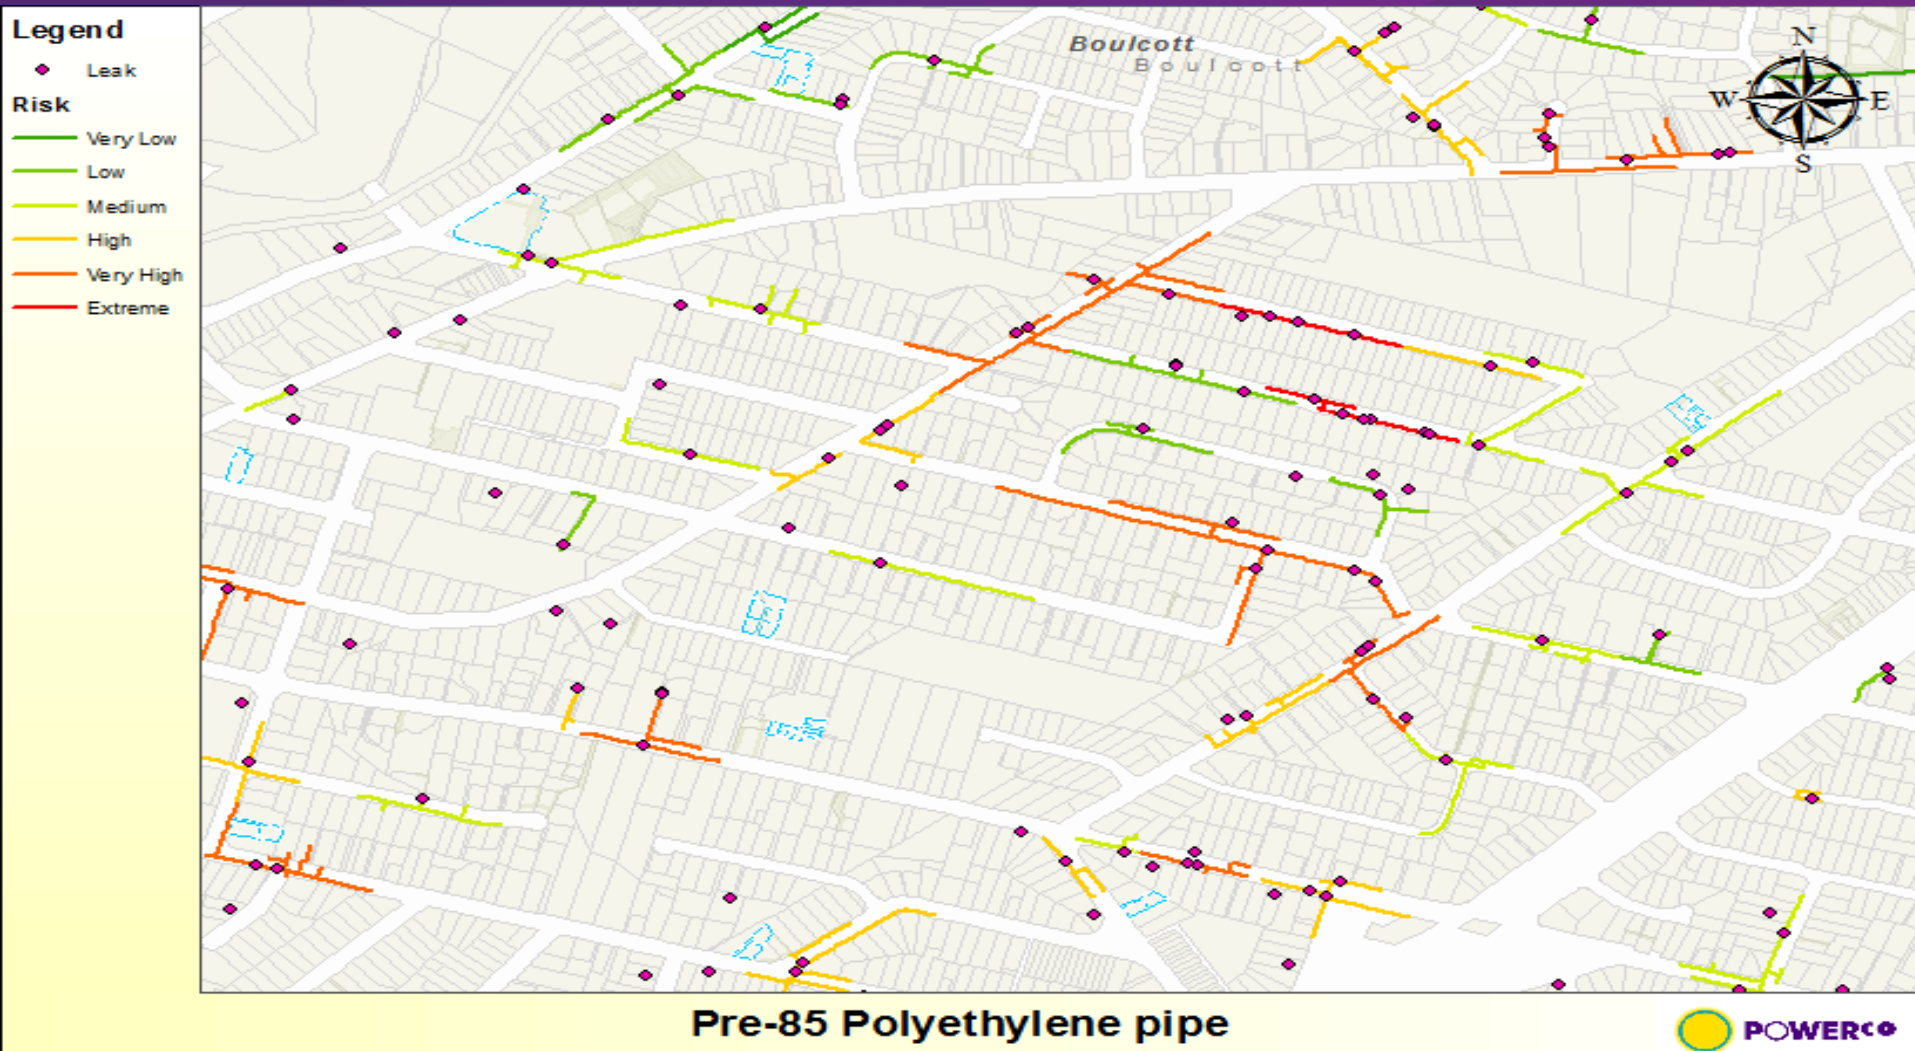 Legend
Leak
Risk
Very Low
Low
Medium
High
Very High
Extreme
Boulcott
Boulcott
N
W E
S
Pre-85 Polyethylene pipe
POWERCO